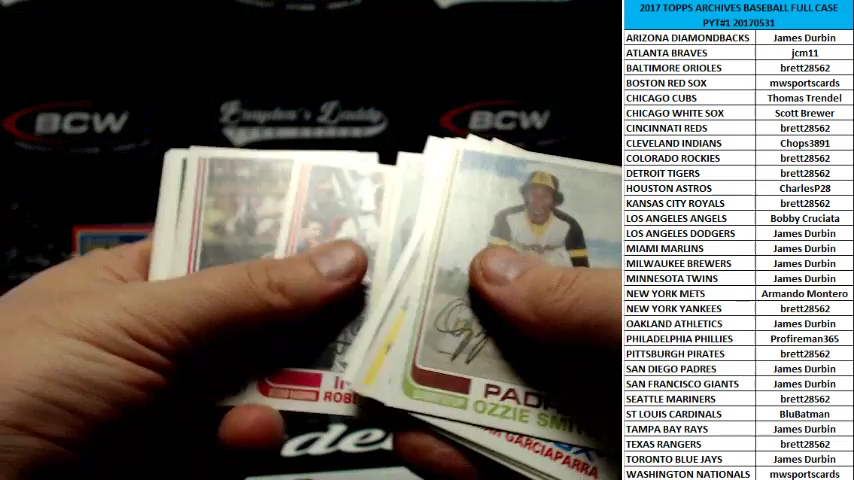 2017 TOPPS ARCHIVES BASEBALL FULL CASE
PYT#1 20170531
ARIZONA DIAMONDBACKS James Durbin
ATLANTA BRAVES jcm11
BALTIMORE ORIOLES brett28562
BOSTON RED SOX mwsportscards
CHICAGO CUBS Thomas Trendel
CHICAGO WHITE SOX Scott Brewer
CINCINNATI REDS brett28562
CLEVELAND INDIANS Chops3891
COLORADO ROCKIES brett28562
DETROIT TIGERS brett28562
HOUSTON ASTROS CharlesP28
KANSAS CITY ROYALS brett28562
LOS ANGELES ANGELS Bobby Cruciata
LOS ANGELES DODGERS James Durbin
MIAMI MARLINS James Durbin
MILWAUKEE BREWERS James Durbin
MINNESOTA TWINS James Durbin
NEW YORK METS Armando Montero
NEW YORK YANKEES brett28562
OAKLAND ATHLETICS James Durbin
PHILADELPHIA PHILLIES Profireman365
PITTSBURGH PIRATES brett28562
SAN DIEGO PADRES James Durbin
SAN FRANCISCO GIANTS James Durbin
SEATTLE MARINERS brett28562
ST LOUIS CARDINALS BluBatman
TAMPA BAY RAYS James Durbin
TEXAS RANGERS brett28562
TORONTO BLUE JAYS James Durbin
WASHINGTON NATIONALS mwsportscards
BCW
Brayden's Daddy
BCW
PAD
OZZIE SMIT
ROBE
GARCIAPARRA
de